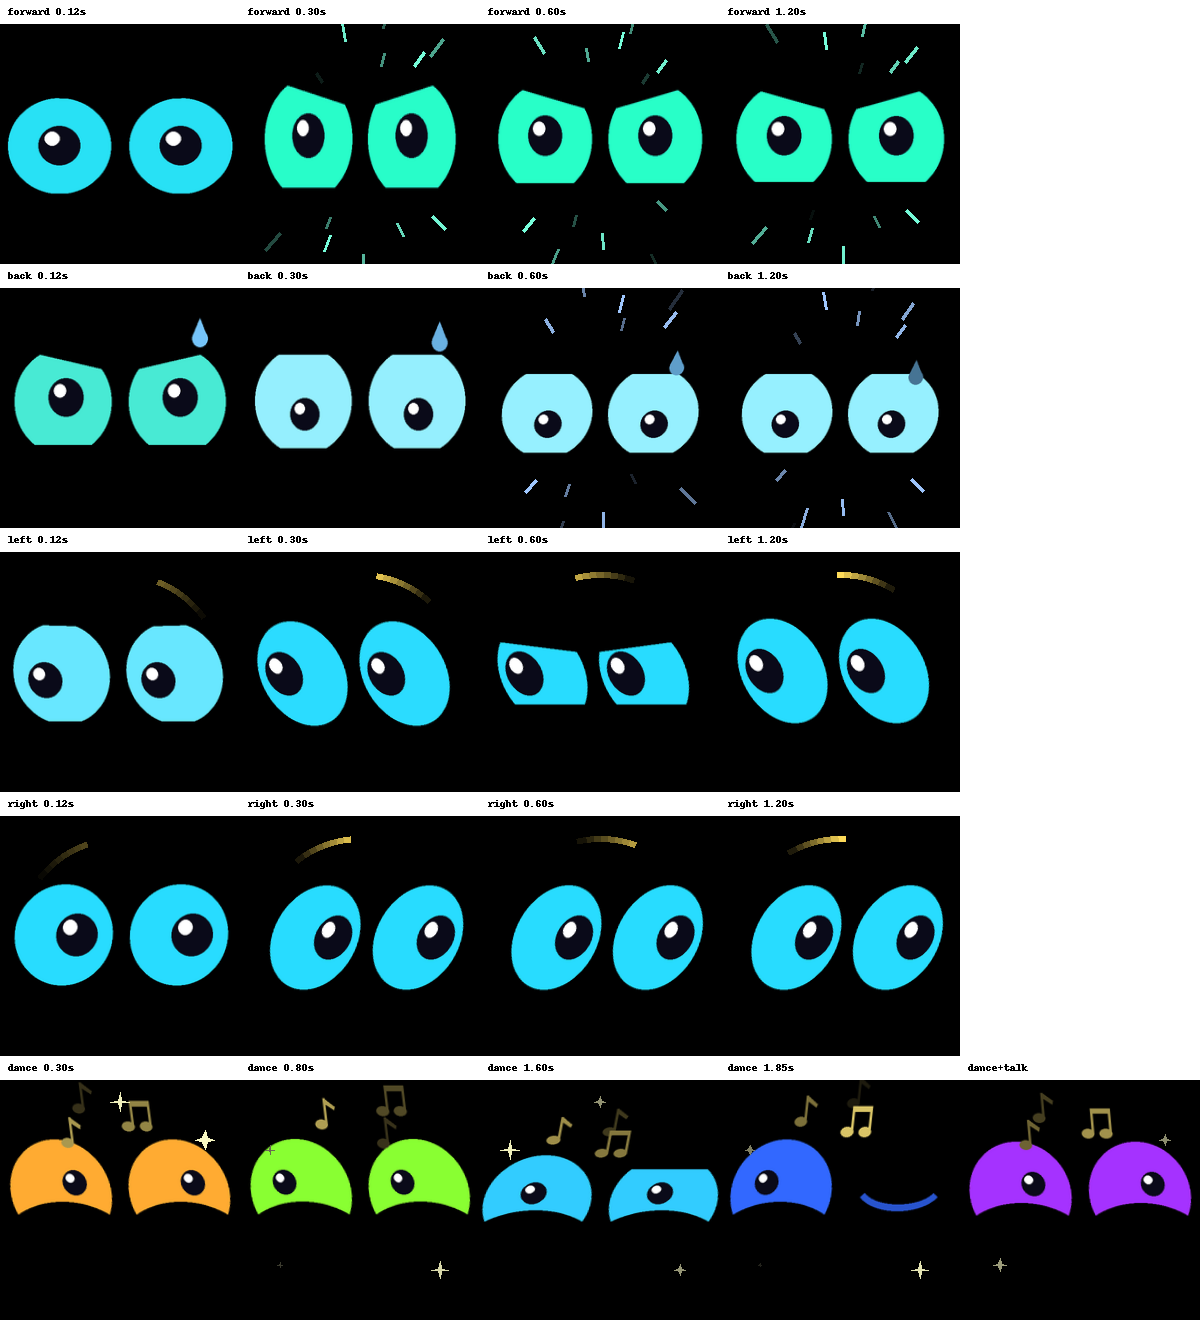 forward 0.12s forward 0.30s forward 0.60s forward 1.20s
back 0.12s back 0.30s back 0.60s back 1.20s
left 0.12s left 0.30s left 0.60s left 1.20s
right 0.12s right 0.30s right 0.60s right 1.20s
dance 0.30s dance 0.80s dance 1.60s dance 1.85s dance+talk